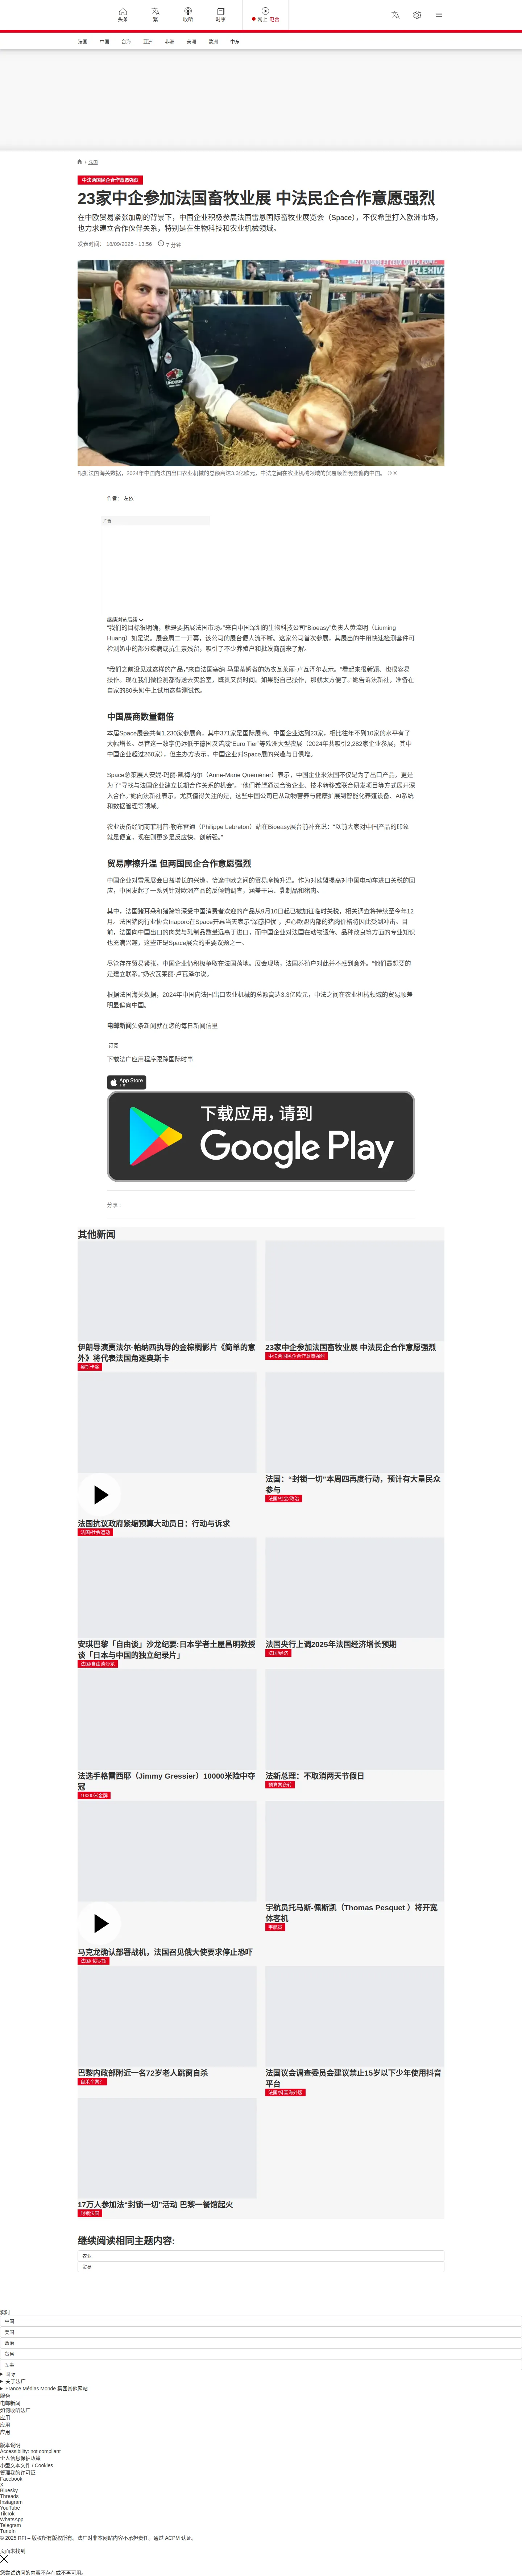 头条
繁
收听
时事
网上 电台
法国
中国
台海
亚洲
非洲
美洲
欧洲
中东
/ 法国
中法两国民企合作意愿强烈
23家中企参加法国畜牧业展 中法民企合作意愿强烈
在中欧贸易紧张加剧的背景下，中国企业积极参展法国雷恩国际畜牧业展览会（Space），不仅希望打入欧洲市场，
也力求建立合作伙伴关系，特别是在生物科技和农业机械领域。
发表时间： 18/09/2025 - 13:56
7 分钟
根据法国海关数据，2024年中国向法国出口农业机械的总额高达3.3亿欧元，中法之间在农业机械领域的贸易顺差明显偏向中国。 © X
作者： 左依
广告
继续浏览后续
“我们的目标很明确，就是要拓展法国市场，”来自中国深圳的生物科技公司“Bioeasy”负责人黄流明（Liuming
Huang）如是说。展会周二一开幕，该公司的展台便人流不断。这家公司首次参展，其展出的牛用快速检测套件可
检测奶中的部分疾病或抗生素残留，吸引了不少养殖户和批发商前来了解。
“我们之前没见过这样的产品，”来自法国塞纳-马里蒂姆省的奶农瓦莱丽·卢瓦泽尔表示。“看起来很新颖、也很容易
操作。现在我们做检测都得送去实验室，既贵又费时间。如果能自己操作，那就太方便了。”她告诉法新社，准备在
自家的80头奶牛上试用这些测试包。
中国展商数量翻倍
本届Space展会共有1,230家参展商，其中371家是国际展商。中国企业达到23家，相比往年不到10家的水平有了
大幅增长。尽管这一数字仍远低于德国汉诺威“Euro Tier”等欧洲大型农展（2024年共吸引2,282家企业参展，其中
中国企业超过260家），但主办方表示，中国企业对Space展的兴趣与日俱增。
Space总策展人安妮-玛丽·凯梅内尔（Anne-Marie Quéméner）表示，中国企业来法国不仅是为了出口产品，更是
为了“寻找与法国企业建立长期合作关系的机会”。“他们希望通过合资企业、技术转移或联合研发项目等方式展开深
入合作。”她向法新社表示。尤其值得关注的是，这些中国公司已从动物营养与健康扩展到智能化养殖设备、AI系统
和数据管理等领域。
农业设备经销商菲利普·勒布雷通（Philippe Lebreton）站在Bioeasy展台前补充说：“以前大家对中国产品的印象
就是便宜，现在则更多是反应快、创新强。”
贸易摩擦升温 但两国民企合作意愿强烈
中国企业对雷恩展会日益增长的兴趣，恰逢中欧之间的贸易摩擦升温。作为对欧盟提高对中国电动车进口关税的回
应，中国发起了一系列针对欧洲产品的反倾销调查，涵盖干邑、乳制品和猪肉。
其中，法国猪耳朵和猪蹄等深受中国消费者欢迎的产品从9月10日起已被加征临时关税，相关调查将持续至今年12
月。法国猪肉行业协会Inaporc在Space开幕当天表示“深感担忧”，担心欧盟内部的猪肉价格将因此受到冲击。目
前，法国向中国出口的肉类与乳制品数量远高于进口，而中国企业对法国在动物遗传、品种改良等方面的专业知识
也充满兴趣，这些正是Space展会的重要议题之一。
尽管存在贸易紧张，中国企业仍积极争取在法国落地。展会现场，法国养殖户对此并不感到意外。“他们最想要的
是建立联系，”奶农瓦莱丽·卢瓦泽尔说。
根据法国海关数据，2024年中国向法国出口农业机械的总额高达3.3亿欧元，中法之间在农业机械领域的贸易顺差
明显偏向中国。
电邮新闻头条新闻就在您的每日新闻信里
订阅
下载法广应用程序跟踪国际时事
App Store
下载应用，请到
Google Play
分享 :
其他新闻
伊朗导演贾法尔·帕纳西执导的金棕榈影片《简单的意外》将代表法国角逐奥斯卡
奥斯卡奖
23家中企参加法国畜牧业展 中法民企合作意愿强烈
中法两国民企合作意愿强烈
法国抗议政府紧缩预算大动员日：行动与诉求
法国/社会运动
法国：“封锁一切”本周四再度行动，预计有大量民众参与
法国/社会/政治
安琪巴黎「自由谈」沙龙纪要:日本学者土屋昌明教授谈「日本与中国的独立纪录片」
法国/自由谈沙龙
法国央行上调2025年法国经济增长预期
法国/经济
法选手格雷西耶（Jimmy Gressier）10000米险中夺冠
10000米金牌
法新总理：不取消两天节假日
预算案逆转
马克龙确认部署战机，法国召见俄大使要求停止恐吓
法国/ 俄罗斯
宇航员托马斯-佩斯凯（Thomas Pesquet ）将开宽体客机
宇航员
巴黎内政部附近一名72岁老人跳窗自杀
自杀个案?
法国议会调查委员会建议禁止15岁以下少年使用抖音平台
法国/抖音海外版
17万人参加法“封锁一切”活动 巴黎一餐馆起火
封锁法国
继续阅读相同主题内容:
农业
贸易
实时
中国
美国
政治
贸易
军事
国际
关于法广
France Médias Monde 集团其他网站
服务
电邮新闻
如何收听法广
应用
应用
应用
版本说明
Accessibility: not compliant
个人信息保护政策
小型文本文件 / Cookies
管理我的许可证
Facebook
X
Bluesky
Threads
Instagram
YouTube
TikTok
WhatsApp
Telegram
TuneIn
© 2025 RFI – 版权所有版权所有。法广对非本网站内容不承担责任。通过 ACPM 认证。
页面未找到
您尝试访问的内容不存在或不再可用。